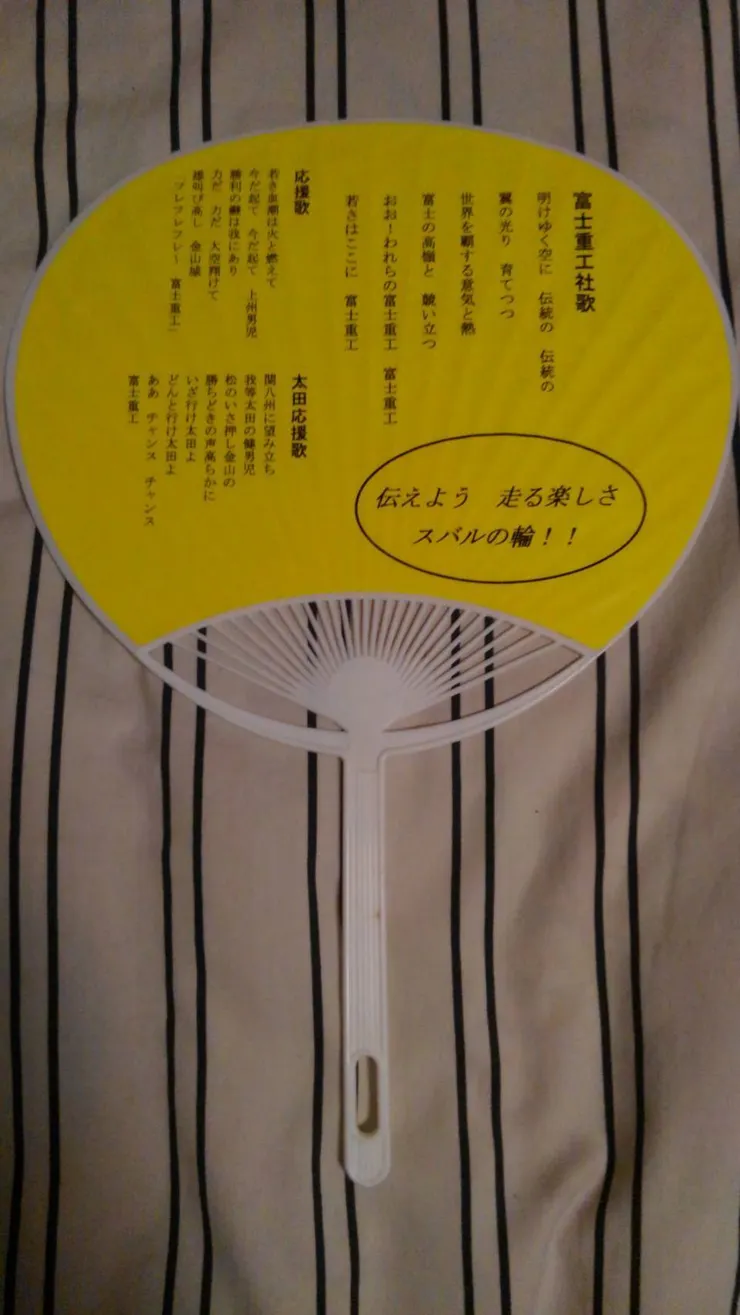 富士重工社歌
明けゆく空に 伝統の 伝統の
翼の光り 育てつつ
世界を覇する意気と熱
富士の高嶺と 競い立つ
おお！われらの富士重工 富士重工
若きはここに 富士重工
応援歌
若き血潮は火と燃えて
今だ起て 今だ起て 上州男児
勝利の轡は我にあり
力だ 力だ 大空翔けて
雄叫び高し 金山颪
「フレフレフレ〜 富士重工」
太田応援歌
関八州に望み立ち
我等太田の健男児
松のいさ押し金山の
勝ちどきの声高らかに
いざ行け太田よ
どんと行け太田よ
ああ チャンス チャンス
富士重工
伝えよう 走る楽しさ
スバルの輪！！